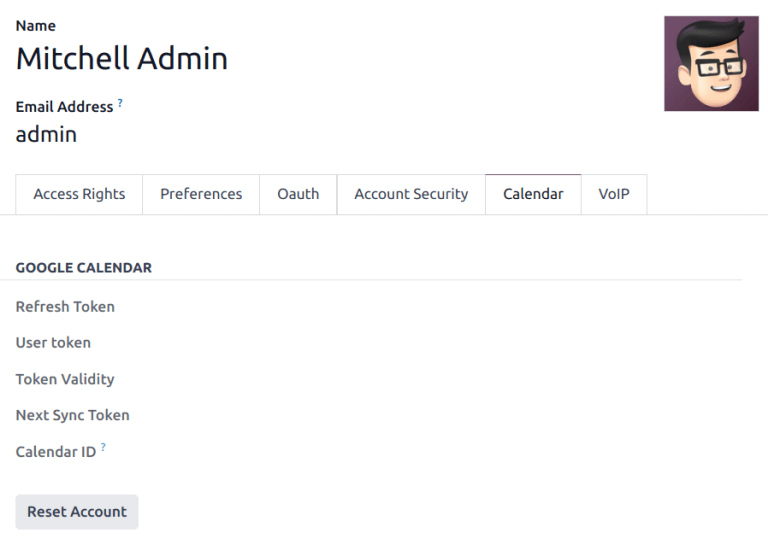 Name
Mitchell Admin
Email Address ?
admin
Access Rights Preferences Oauth Account Security Calendar VoIP
GOOGLE CALENDAR
Refresh Token
User token
Token Validity
Next Sync Token
Calendar ID ?
Reset Account